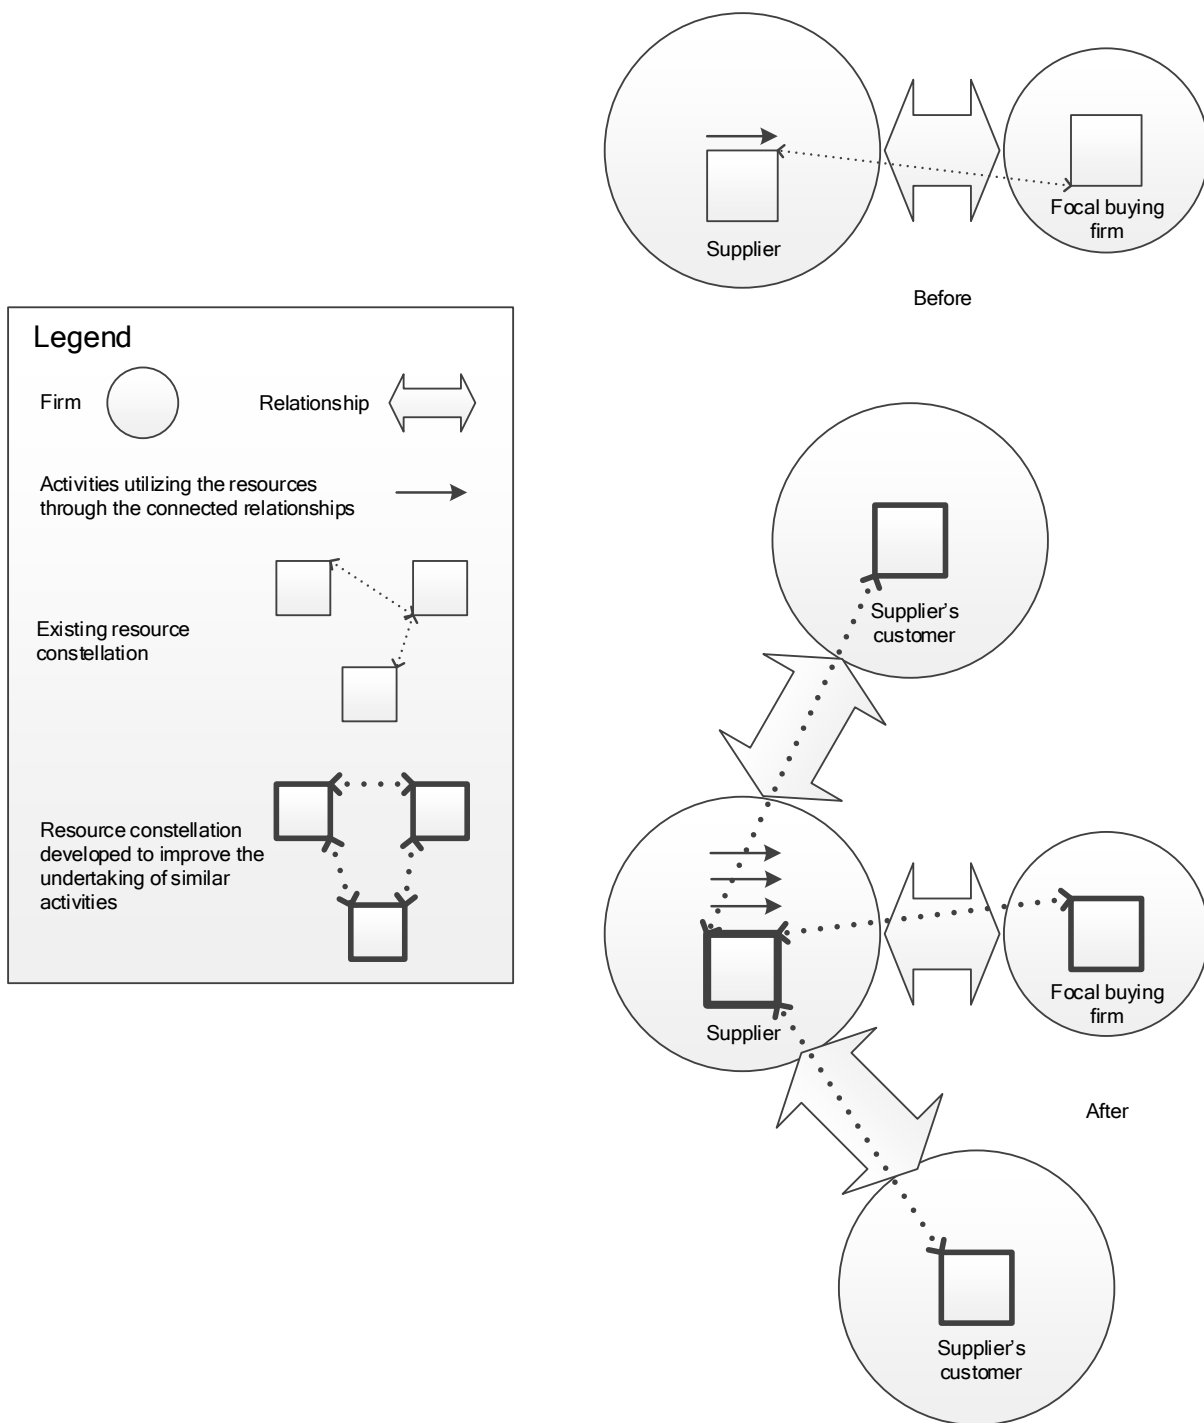 Supplier
Focal buying
firm
Before
Legend
Firm
Relationship
Activities utilizing the resources
through the connected relationships
Existing resource
constellation
Resource constellation
developed to improve the
undertaking of similar
activities
Supplier's
customer
Supplier
Focal buying
firm
After
Supplier's
customer